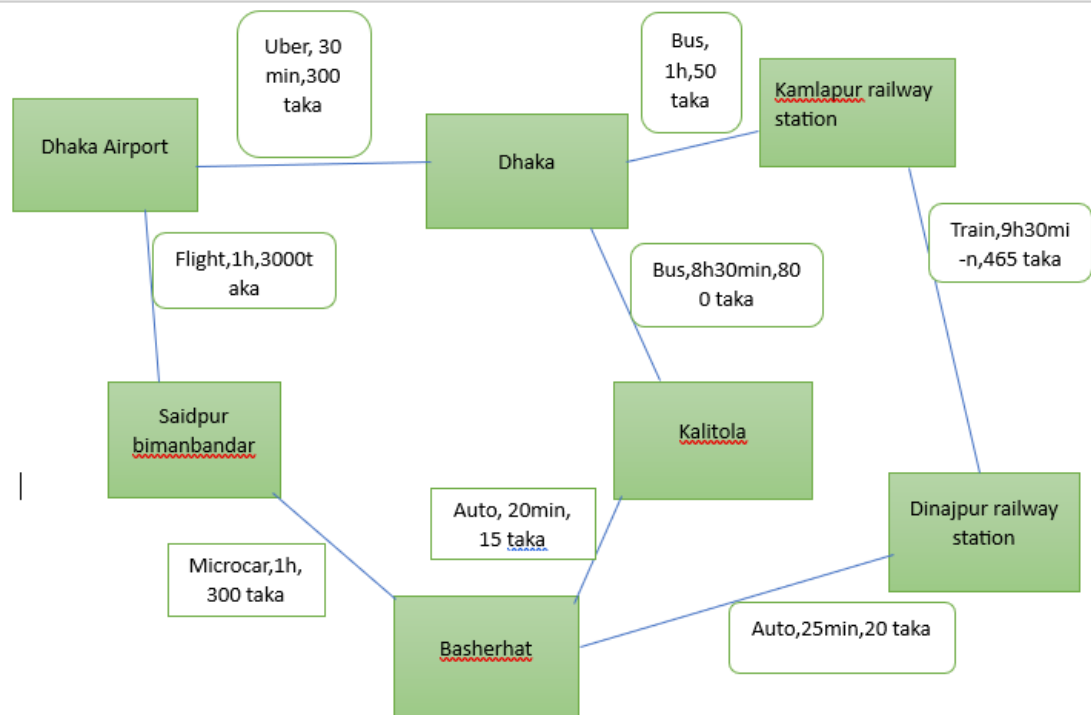 Uber, 30
min,300
taka
Bus,
1h,50
taka
Kamlapur railway
station
Dhaka Airport
Dhaka
Flight,1h,3000t
aka
Bus,8h30min,80
0 taka
Train,9h30mi
-n,465 taka
Saidpur
bimanbandar
Kalitola
Auto, 20min,
15 taka
Dinajpur railway
station
Microcar,1h,
300 taka
Basherhat
Auto,25min,20 taka